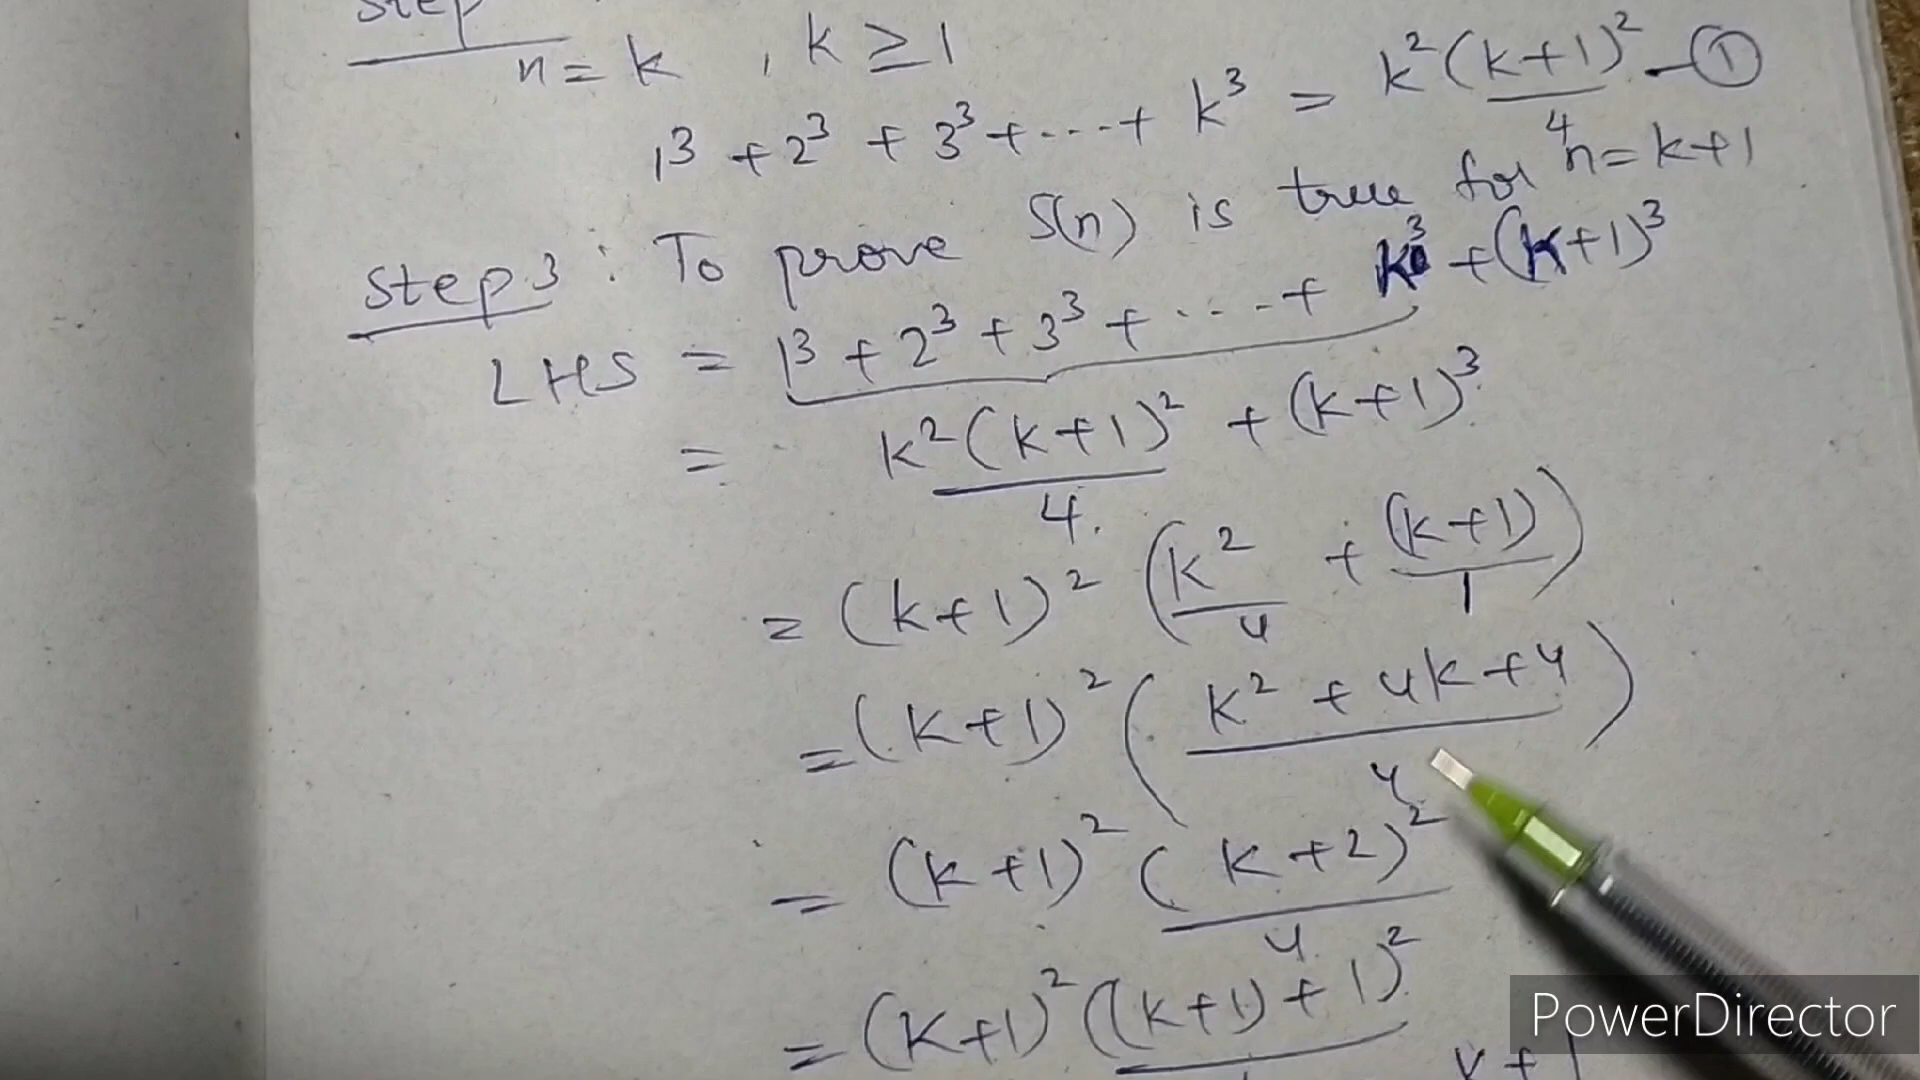 Step
n = k , k ≥ 1
1³ + 2³ + 3³ + ---- + k³ = k²(k+1)²/4 — ①
Step 3 : To prove S(n) is true for n = k+1
LHS = 1³ + 2³ + 3³ + ---- + k³ + (k+1)³
= k²(k+1)²/4. + (k+1)³
= (k+1)² (k²/4 + (k+1)/1)
= (k+1)² (k² + 4k + 4 / 4)
= (k+1)² (k+2)²/4
= (k+1)² ((k+1)+1)²
PowerDirector